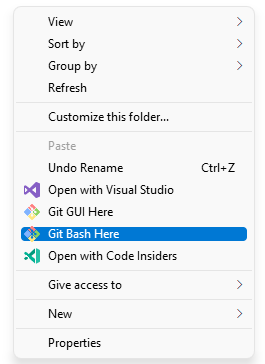 View
Sort by
Group by
Refresh
Customize this folder...
Paste
Undo Rename Ctrl+Z
Open with Visual Studio
Git GUI Here
Git Bash Here
Open with Code Insiders
Give access to
New
Properties